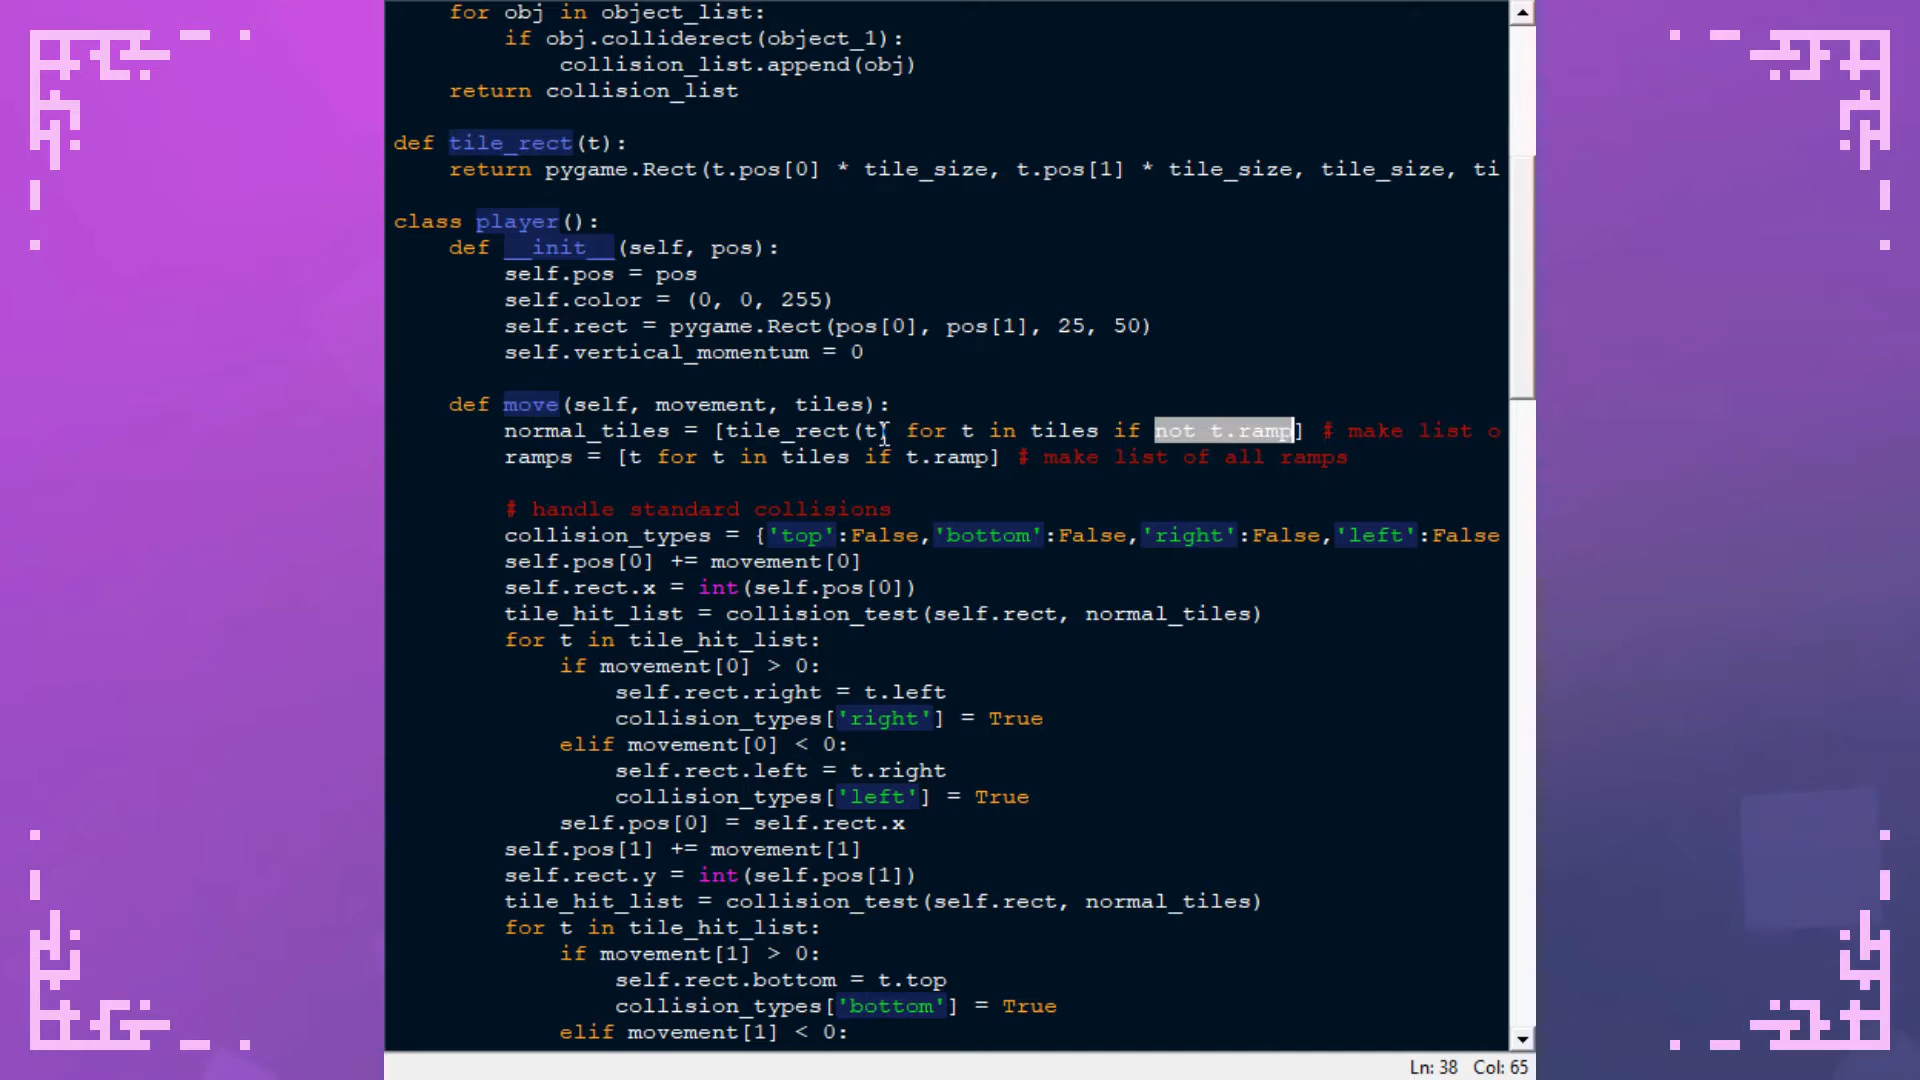 for obj in object_list:
if obj.colliderect(object_1):
collision_list.append(obj)
return collision_list
def tile_rect(t):
return pygame.Rect(t.pos[0] * tile_size, t.pos[1] * tile_size, tile_size, ti
class player():
def __init__(self, pos):
self.pos = pos
self.color = (0, 0, 255)
self.rect = pygame.Rect(pos[0], pos[1], 25, 50)
self.vertical_momentum = 0
def move(self, movement, tiles):
normal_tiles = [tile_rect(t) for t in tiles if not t.ramp] # make list o
ramps = [t for t in tiles if t.ramp] # make list of all ramps
# handle standard collisions
collision_types = {'top':False,'bottom':False,'right':False,'left':False
self.pos[0] += movement[0]
self.rect.x = int(self.pos[0])
tile_hit_list = collision_test(self.rect, normal_tiles)
for t in tile_hit_list:
if movement[0] > 0:
self.rect.right = t.left
collision_types['right'] = True
elif movement[0] < 0:
self.rect.left = t.right
collision_types['left'] = True
self.pos[0] = self.rect.x
self.pos[1] += movement[1]
self.rect.y = int(self.pos[1])
tile_hit_list = collision_test(self.rect, normal_tiles)
for t in tile_hit_list:
if movement[1] > 0:
self.rect.bottom = t.top
collision_types['bottom'] = True
elif movement[1] < 0:
Ln: 38 Col: 65